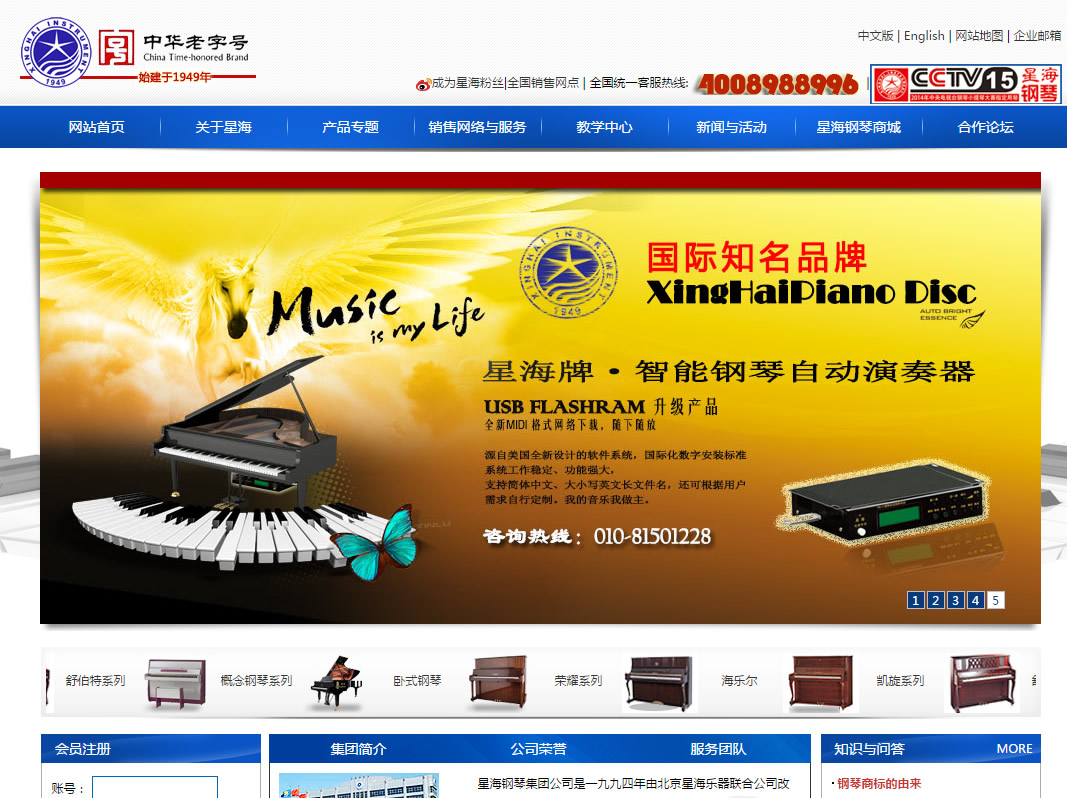 XINGHAI INSTRUMENT
1949
中华老字号
China Time-honored Brand
始建于1949年
中文版 | English | 网站地图 | 企业邮箱
成为星海粉丝|全国销售网点 | 全国统一客服热线: 4008988996 |
CCTV15 星海钢琴
2014年中央电视台钢琴小提琴大赛指定用琴
网站首页 关于星海 产品专题 销售网络与服务 教学中心 新闻与活动 星海钢琴商城 合作论坛
Music
is my Life
XINGHAI INSTRUMENT
1949
国际知名品牌
XingHaiPiano Disc
AUTO BRIGHT
ESSENCE
星海牌·智能钢琴自动演奏器
USB FLASHRAM 升级产品
全新MIDI 格式网络下载，随下随放
源自美国全新设计的软件系统，国际化数字安装标准
系统工作稳定、功能强大，
支持简体中文、大小写英文长文件名，还可根据用户
需求自行定制。我的音乐我做主。
咨询热线：010-81501228
1 2 3 4 5
舒伯特系列 概念钢琴系列 卧式钢琴 荣耀系列 海乐尔 凯旋系列
会员注册
账号：
集团简介 公司荣誉 服务团队
星海钢琴集团公司是一九九四年由北京星海乐器联合公司改
知识与问答 MORE
· 钢琴商标的由来